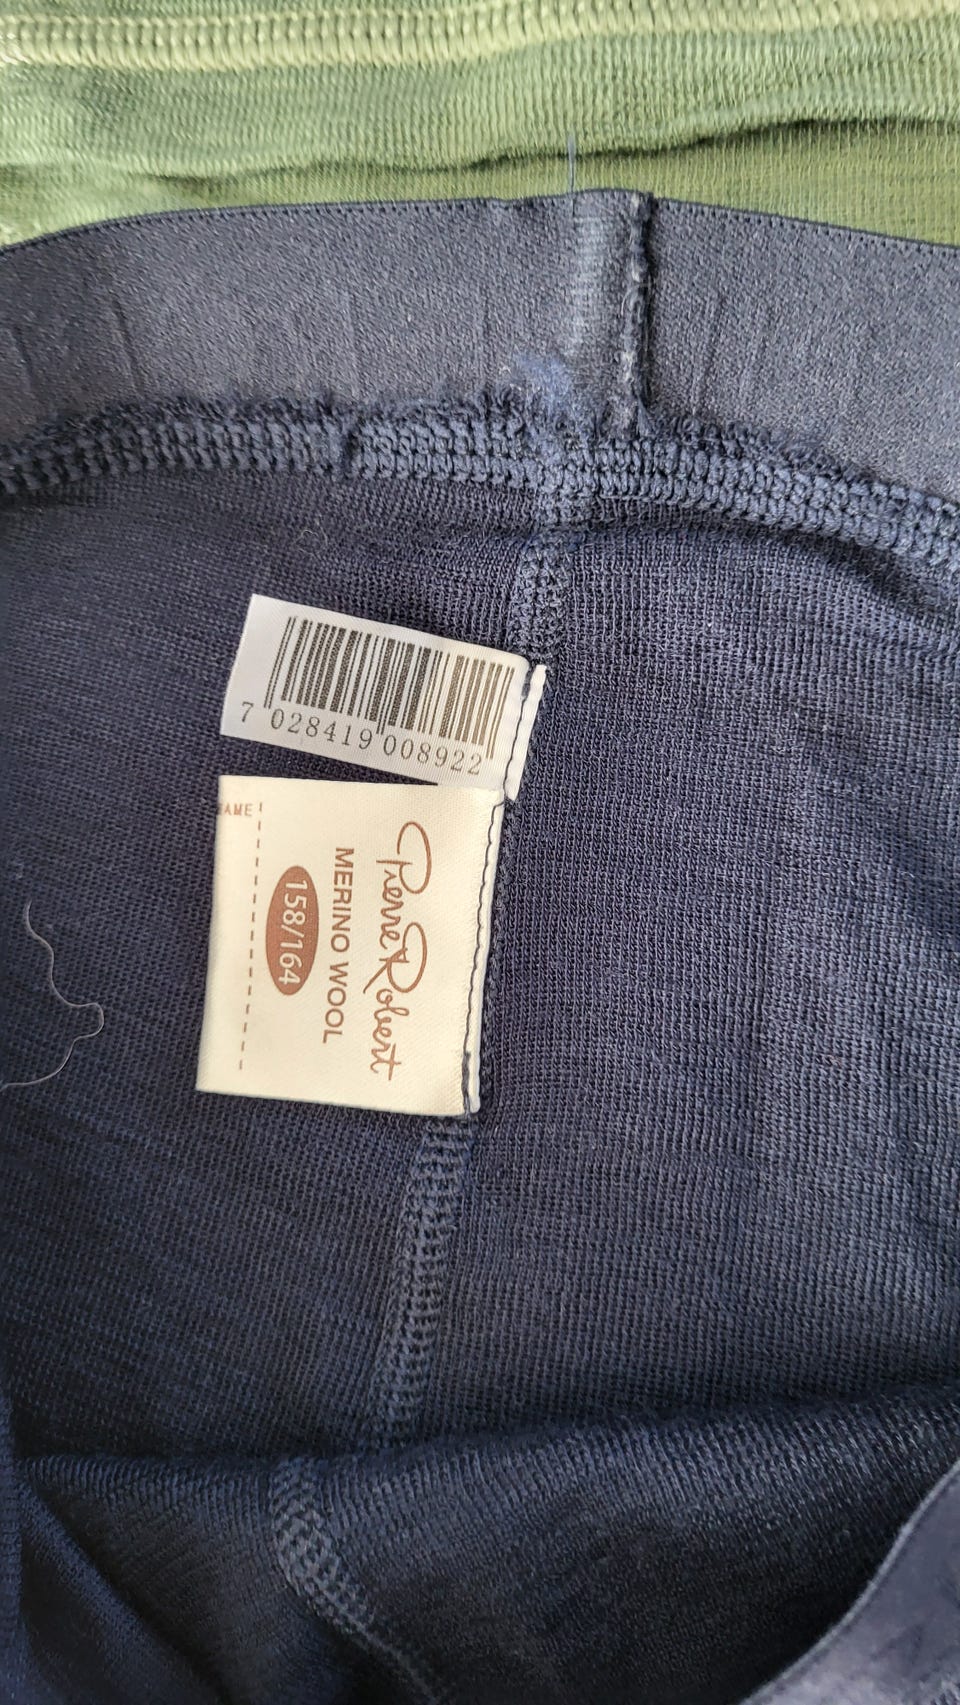 7 028419 008922
Pierre Robert
MERINO WOOL
158/164
AME